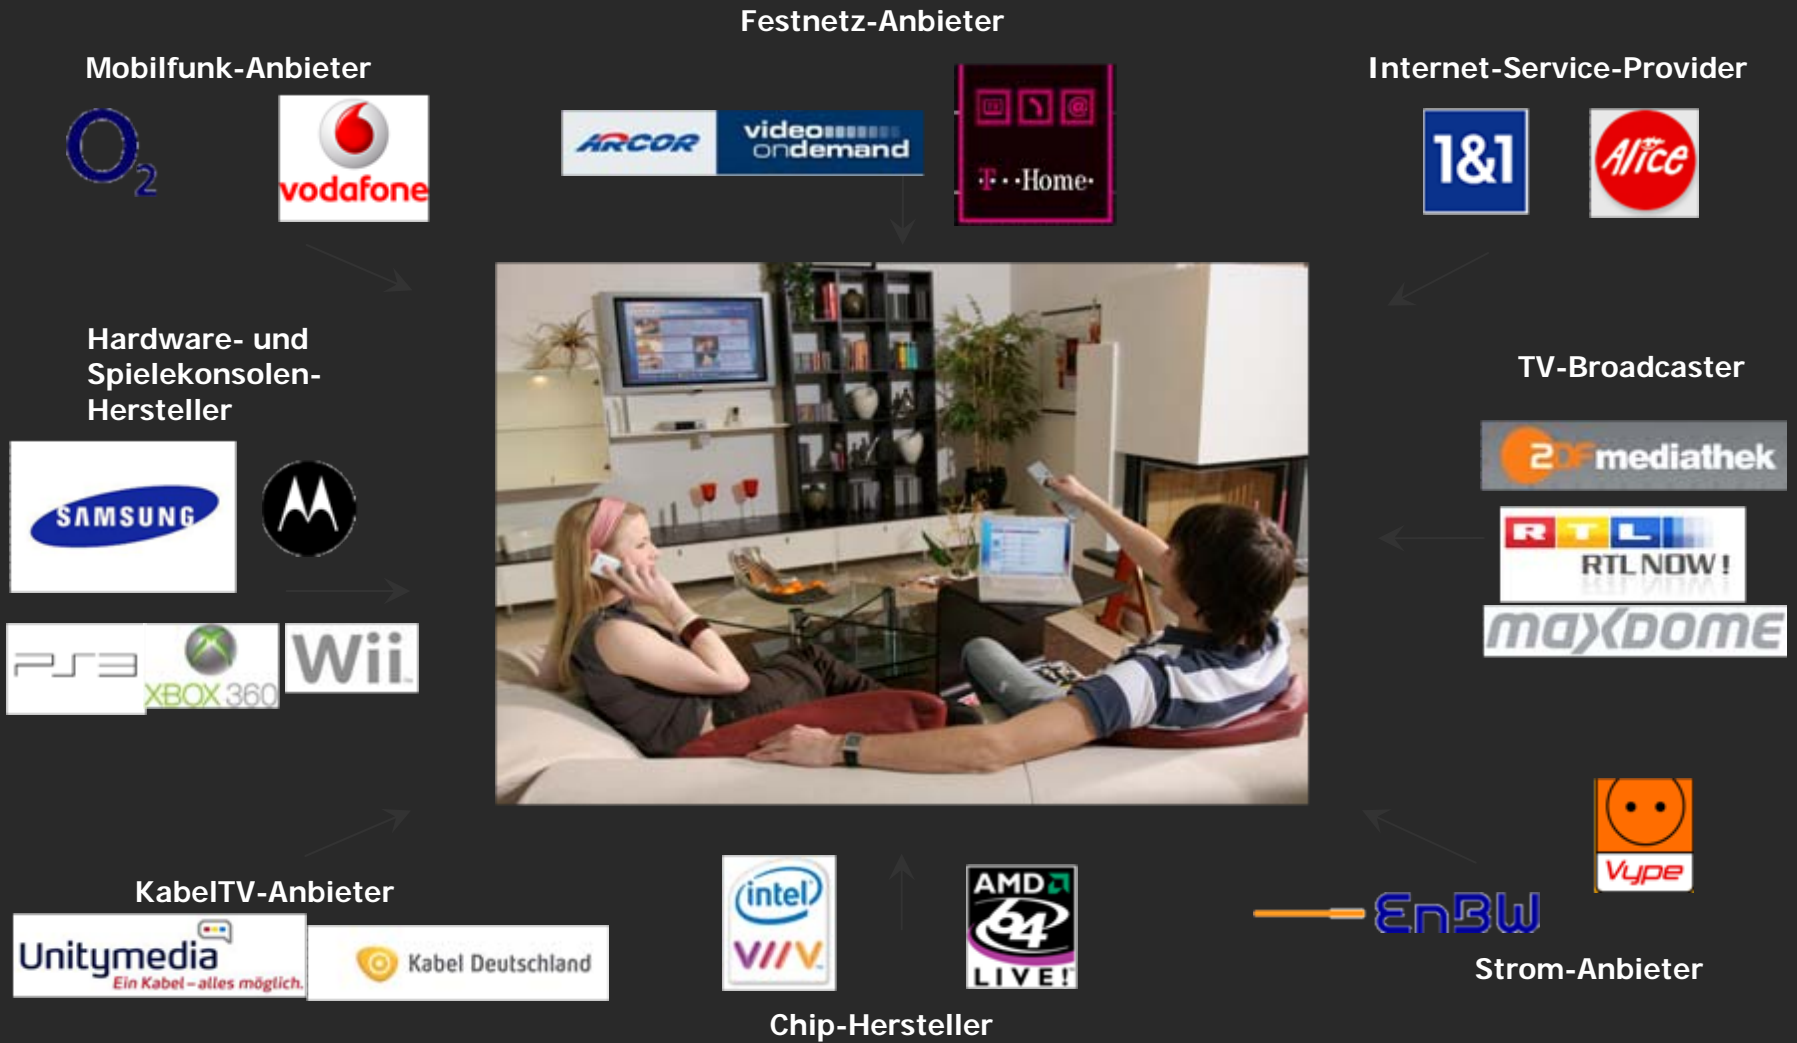 Festnetz-Anbieter
Mobilfunk-Anbieter
Internet-Service-Provider
O2
vodafone
ARCOR
video
ondemand
T···Home·
1&1
Alice
Hardware- und
Spielekonsolen-
Hersteller
SAMSUNG
PS3
XBOX 360
Wii
TV-Broadcaster
ZDFmediathek
RTL
RTL NOW!
maxdome
KabelTV-Anbieter
Unitymedia
Ein Kabel – alles möglich.
Kabel Deutschland
intel
VIIV
AMD
64
LIVE!
Chip-Hersteller
Vype
EnBW
Strom-Anbieter